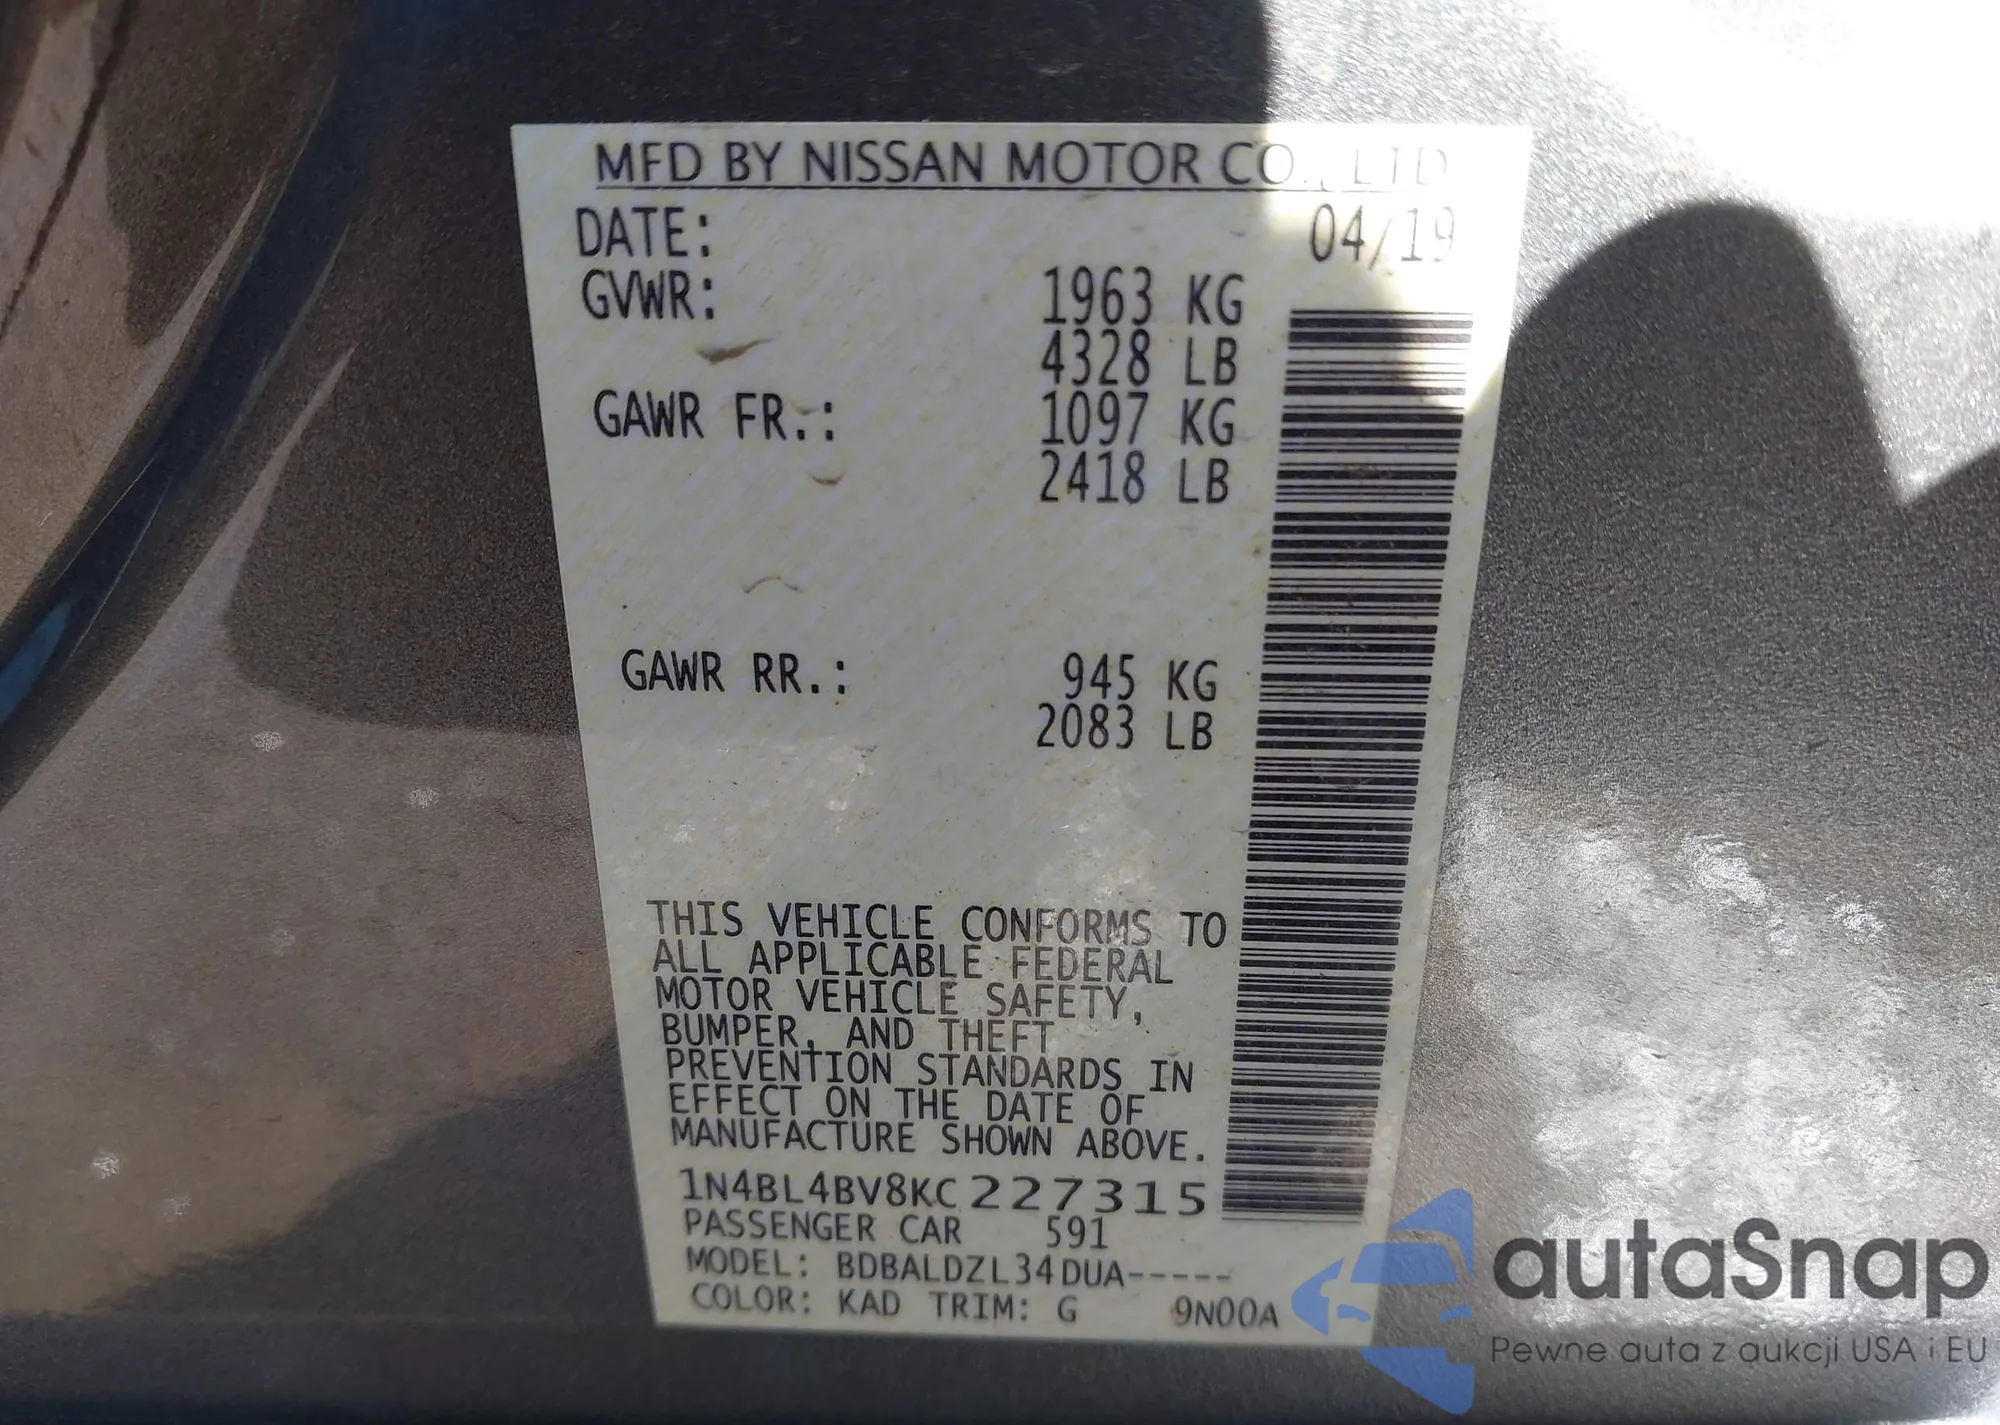 MFD BY NISSAN MOTOR CO., LTD
DATE: 04/19
GVWR: 1963 KG
4328 LB
GAWR FR.: 1097 KG
2418 LB
GAWR RR.: 945 KG
2083 LB
THIS VEHICLE CONFORMS TO
ALL APPLICABLE FEDERAL
MOTOR VEHICLE SAFETY,
BUMPER, AND THEFT
PREVENTION STANDARDS IN
EFFECT ON THE DATE OF
MANUFACTURE SHOWN ABOVE.
1N4BL4BV8KC227315
PASSENGER CAR 591
MODEL: BDBALDZL34DUA-----
COLOR: KAD TRIM: G 9N00A
autaSnap
Pewne auta z aukcji USA i EU